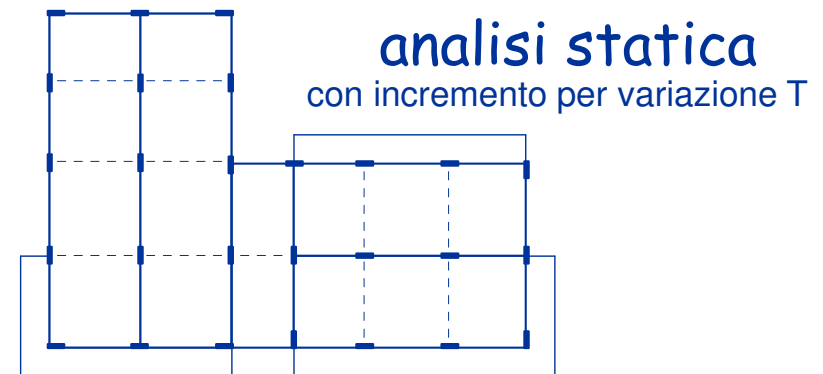 analisi statica
con incremento per variazione T